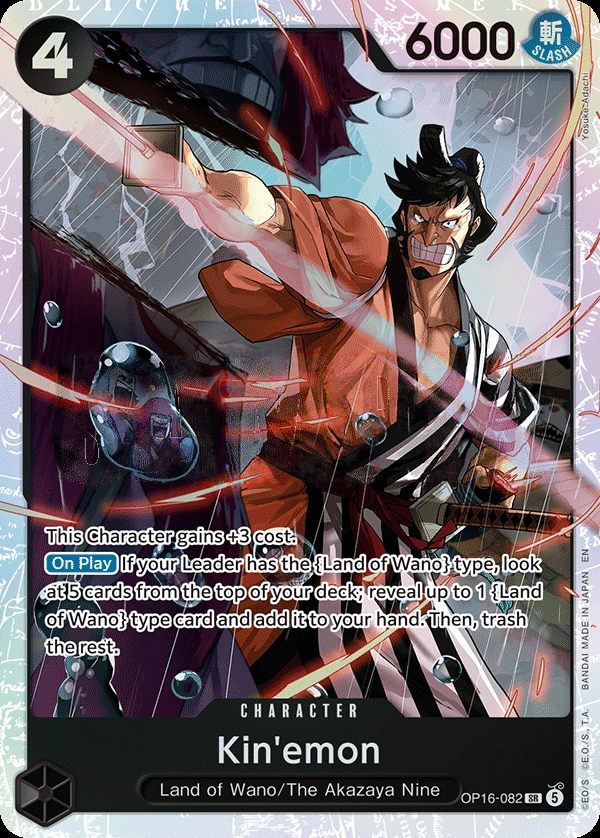 4
6000
斬
SLASH
Yosuke Adachi
This Character gains +3 cost.
On Play If your Leader has the {Land of Wano} type, look
at 5 cards from the top of your deck; reveal up to 1 {Land
of Wano} type card and add it to your hand. Then, trash
the rest.
©EO/S ©E.O./S., T.A. BANDAI MADE IN JAPAN EN
CHARACTER
Kin'emon
Land of Wano/The Akazaya Nine
OP16-082 SR 5